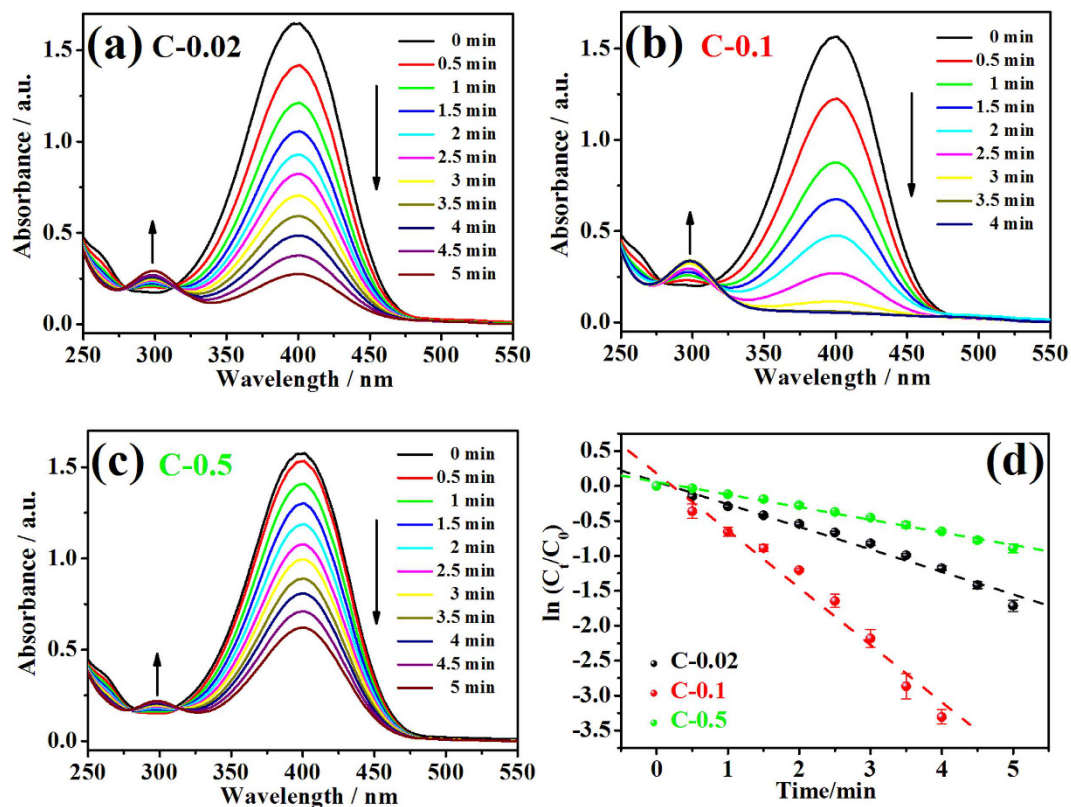 (a) C-0.02
0 min
0.5 min
1 min
1.5 min
2 min
2.5 min
3 min
3.5 min
4 min
4.5 min
5 min
Absorbance / a.u.
1.5
1.0
0.5
0.0
250 300 350 400 450 500 550
Wavelength / nm
(b) C-0.1
0 min
0.5 min
1 min
1.5 min
2 min
2.5 min
3 min
3.5 min
4 min
Absorbance / a.u.
1.5
1.0
0.5
0.0
250 300 350 400 450 500 550
Wavelength / nm
(c) C-0.5
0 min
0.5 min
1 min
1.5 min
2 min
2.5 min
3 min
3.5 min
4 min
4.5 min
5 min
Absorbance / a.u.
1.5
1.0
0.5
0.0
250 300 350 400 450 500 550
Wavelength / nm
(d)
ln (Ct/C0)
0.5
0.0
-0.5
-1.0
-1.5
-2.0
-2.5
-3.0
-3.5
C-0.02
C-0.1
C-0.5
0 1 2 3 4 5
Time/min